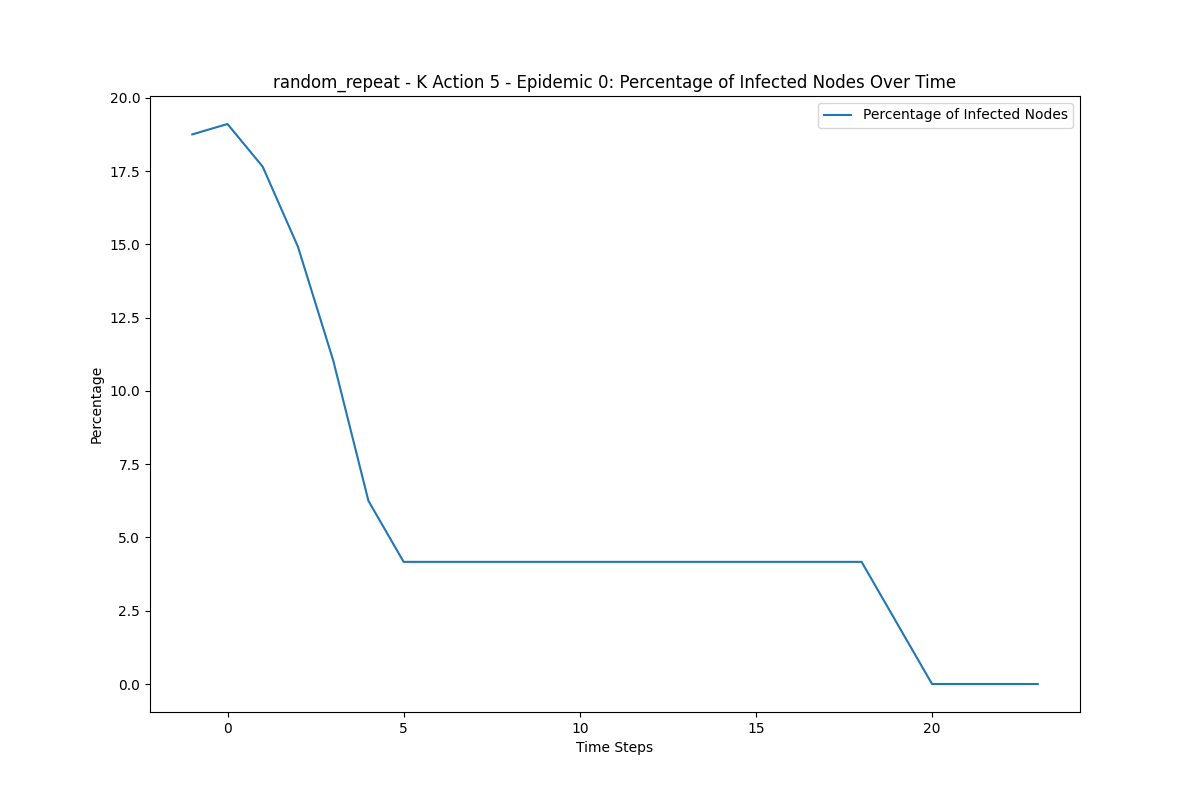 random_repeat - K Action 5 - Epidemic 0: Percentage of Infected Nodes Over Time
Percentage of Infected Nodes
20.0
17.5
15.0
12.5
10.0
7.5
5.0
2.5
0.0
Percentage
0 5 10 15 20
Time Steps